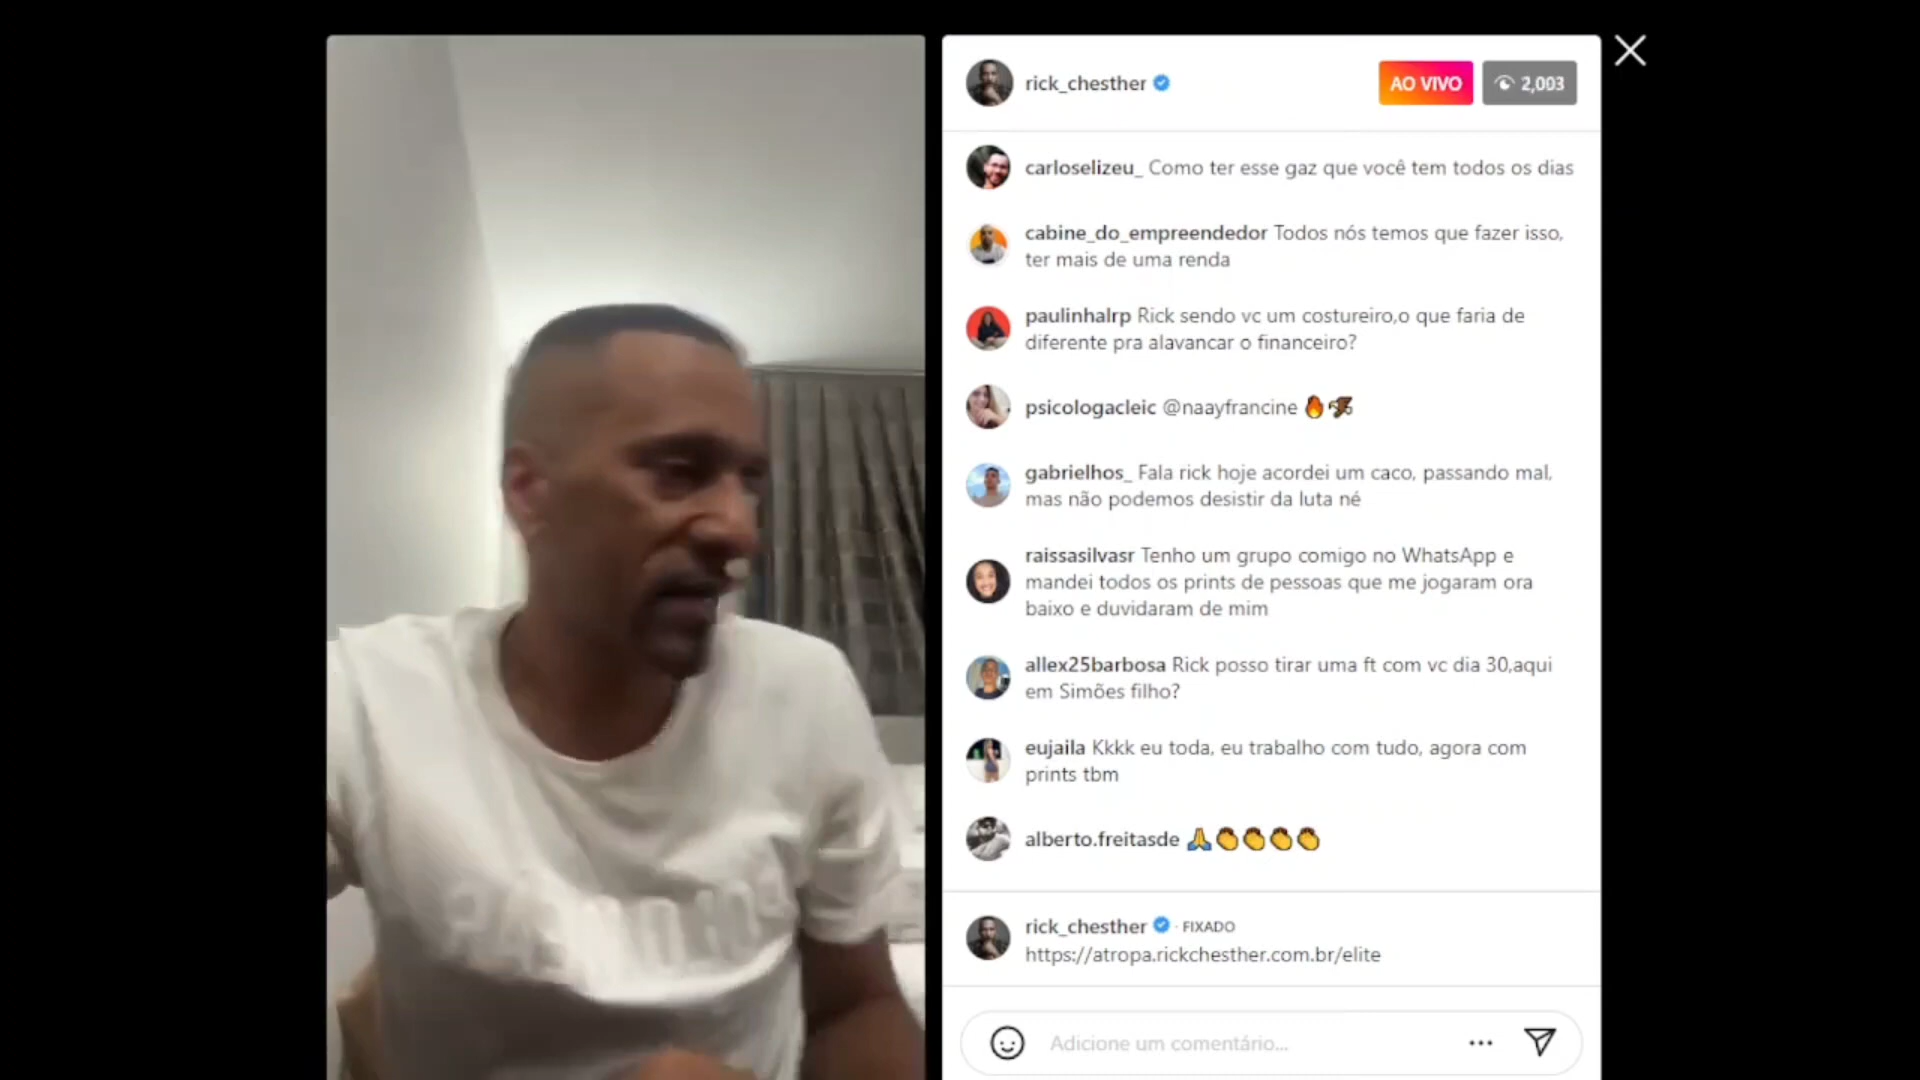 rick_chesther
AO VIVO
2,003
carloselizeu_ Como ter esse gaz que você tem todos os dias
cabine_do_empreendedor Todos nós temos que fazer isso,
ter mais de uma renda
paulinhalrp Rick sendo vc um costureiro,o que faria de
diferente pra alavancar o financeiro?
psicologacleic @naayfrancine
gabrielhos_ Fala rick hoje acordei um caco, passando mal,
mas não podemos desistir da luta né
raissasilvasr Tenho um grupo comigo no WhatsApp e
mandei todos os prints de pessoas que me jogaram ora
baixo e duvidaram de mim
allex25barbosa Rick posso tirar uma ft com vc dia 30,aqui
em Simões filho?
eujaila Kkkk eu toda, eu trabalho com tudo, agora com
prints tbm
alberto.freitasde 🙏👏👏👏👏
rick_chesther · FIXADO
https://atropa.rickchesther.com.br/elite
Adicione um comentário...